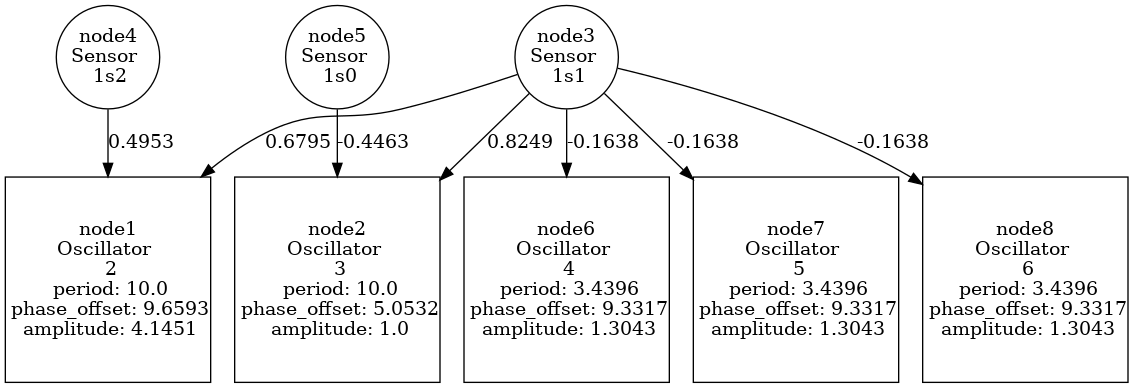 node4
Sensor
1s2
node5
Sensor
1s0
node3
Sensor
1s1
0.4953
0.6795
-0.4463
0.8249
-0.1638
-0.1638
-0.1638
node1
Oscillator
2
period: 10.0
phase_offset: 9.6593
amplitude: 4.1451
node2
Oscillator
3
period: 10.0
phase_offset: 5.0532
amplitude: 1.0
node6
Oscillator
4
period: 3.4396
phase_offset: 9.3317
amplitude: 1.3043
node7
Oscillator
5
period: 3.4396
phase_offset: 9.3317
amplitude: 1.3043
node8
Oscillator
6
period: 3.4396
phase_offset: 9.3317
amplitude: 1.3043